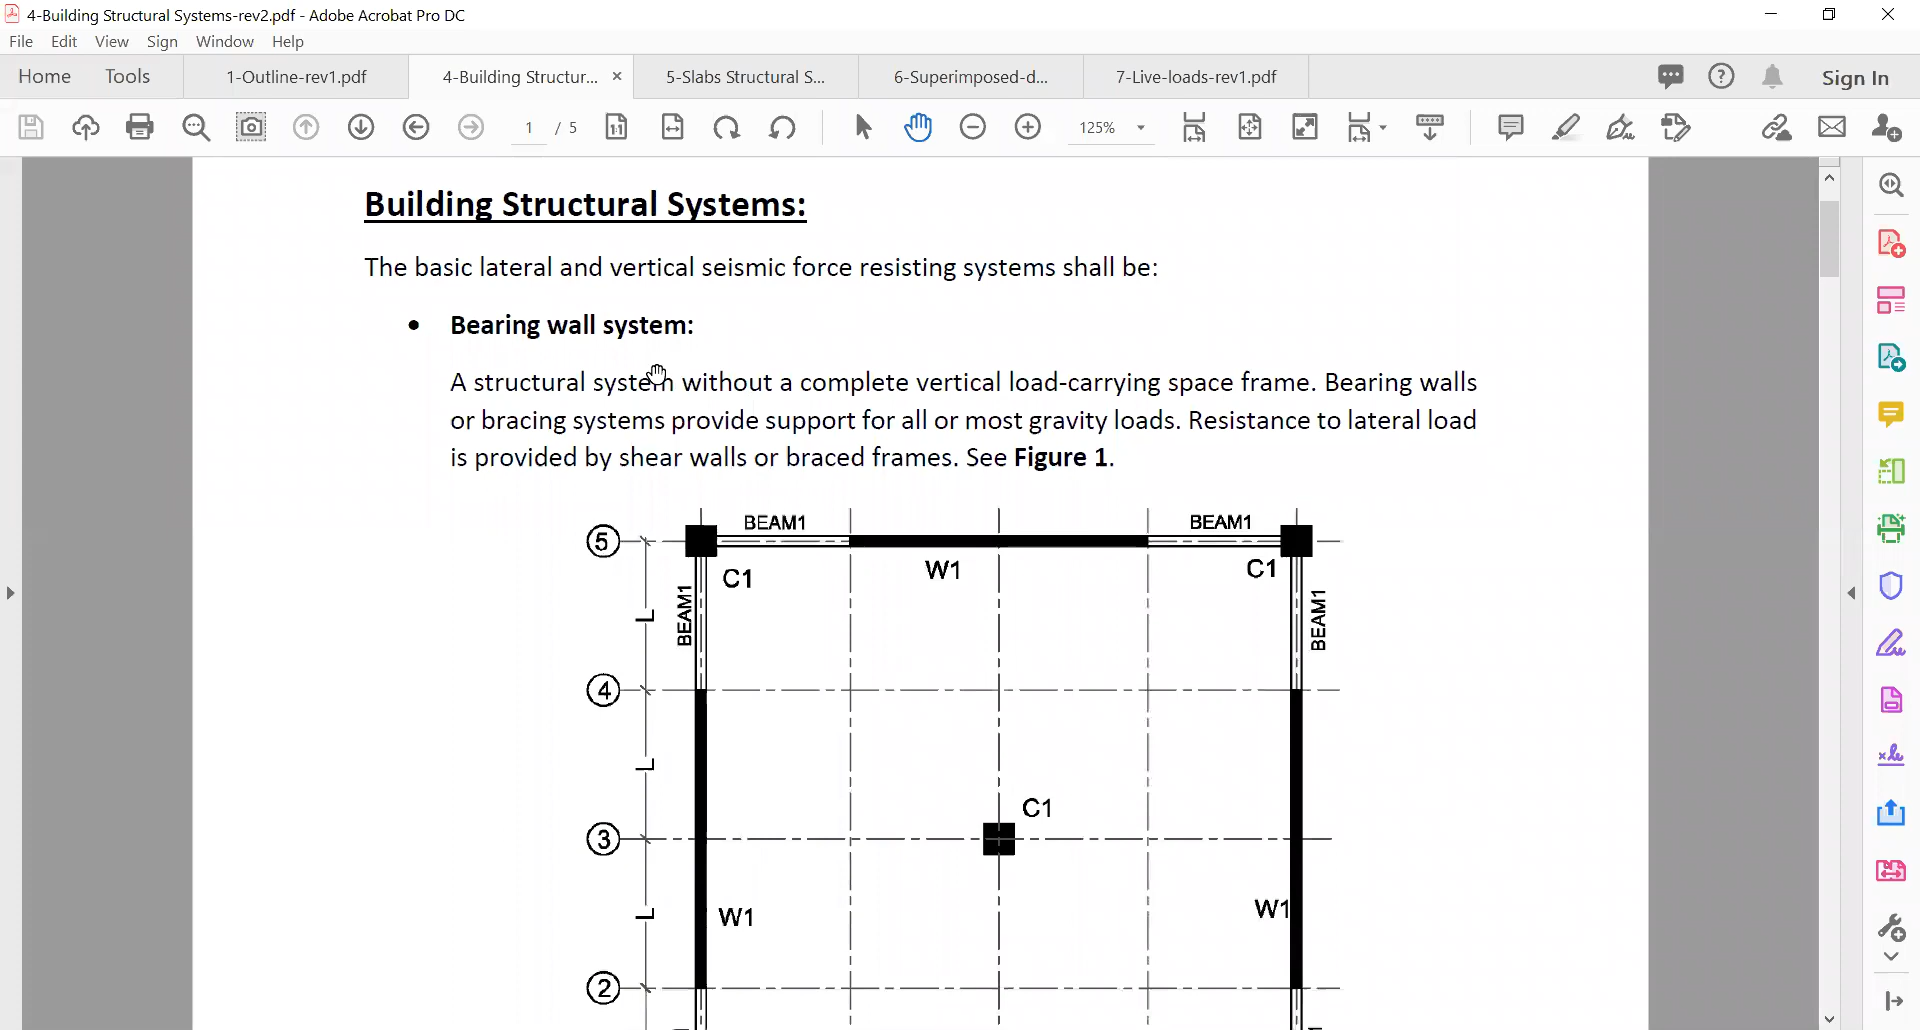 4-Building Structural Systems-rev2.pdf - Adobe Acrobat Pro DC
File Edit View Sign Window Help
Home Tools 1-Outline-rev1.pdf 4-Building Structur... × 5-Slabs Structural S... 6-Superimposed-d... 7-Live-loads-rev1.pdf Sign In
1 / 5 125%
Building Structural Systems:
The basic lateral and vertical seismic force resisting systems shall be:
• Bearing wall system:
A structural system without a complete vertical load-carrying space frame. Bearing walls
or bracing systems provide support for all or most gravity loads. Resistance to lateral load
is provided by shear walls or braced frames. See Figure 1.
BEAM1 BEAM1
5
C1 W1 C1
BEAM1 L BEAM1
4
L
C1
3
L W1 W1
2